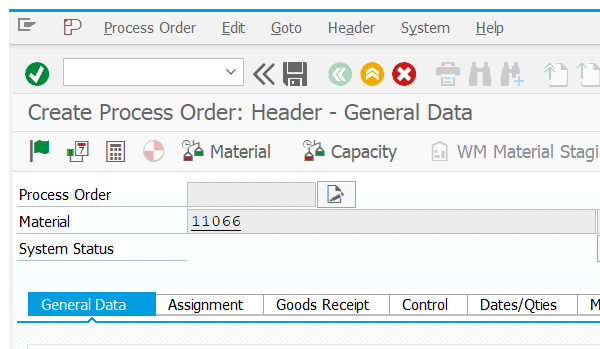 Process Order Edit Goto Header System Help
Create Process Order: Header - General Data
7 Material Capacity WM Material Stagi
Process Order
Material 11066
System Status
General Data Assignment Goods Receipt Control Dates/Qties M